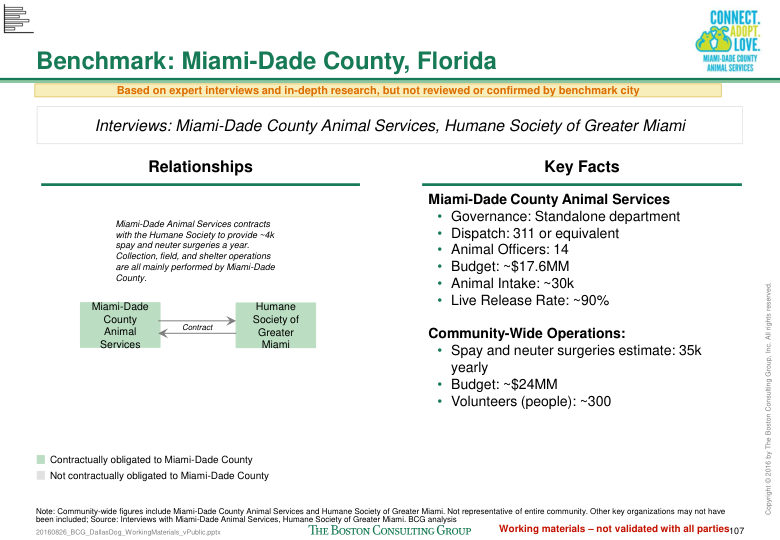 CONNECT.
ADOPT.
LOVE.
MIAMI-DADE COUNTY
ANIMAL SERVICES
Benchmark: Miami-Dade County, Florida
Based on expert interviews and in-depth research, but not reviewed or confirmed by benchmark city
Interviews: Miami-Dade County Animal Services, Humane Society of Greater Miami
Relationships
Miami-Dade Animal Services contracts
with the Humane Society to provide ~4k
spay and neuter surgeries a year.
Collection, field, and shelter operations
are all mainly performed by Miami-Dade
County.
Miami-Dade
County
Animal
Services
Contract
Humane
Society of
Greater
Miami
Contractually obligated to Miami-Dade County
Not contractually obligated to Miami-Dade County
Key Facts
Miami-Dade County Animal Services
• Governance: Standalone department
• Dispatch: 311 or equivalent
• Animal Officers: 14
• Budget: ~$17.6MM
• Animal Intake: ~30k
• Live Release Rate: ~90%
Community-Wide Operations:
• Spay and neuter surgeries estimate: 35k
yearly
• Budget: ~$24MM
• Volunteers (people): ~300
Note: Community-wide figures include Miami-Dade County Animal Services and Humane Society of Greater Miami. Not representative of entire community. Other key organizations may not have
been included; Source: Interviews with Miami-Dade Animal Services, Humane Society of Greater Miami. BCG analysis
20160826_BCG_DallasDog_WorkingMaterials_vPublic.pptx
THE BOSTON CONSULTING GROUP
Working materials – not validated with all parties
107
Copyright © 2016 by The Boston Consulting Group, Inc. All rights reserved.